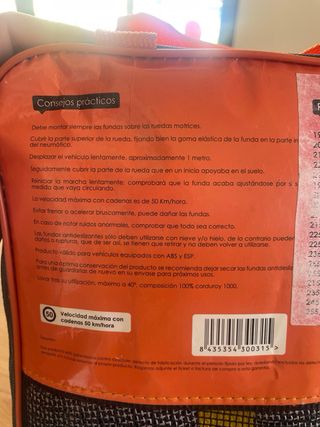 Consejos prácticos
Debe montar siempre las fundas sobre las ruedas motrices.
Cubrir la parte superior de la rueda, fijando bien la goma elástica de la funda en la parte in
del neumático.
Desplazar el vehículo lentamente, aproximadamente 1 metro.
Seguidamente cubrir la parte de la rueda que en un inicio apoyaba en el suelo.
Reiniciar la marcha lentamente; comprobará que la funda acaba ajustándose por s
medida que vaya circulando.
La velocidad máxima con cadenas es de 50 Km/hora.
Evitar frenar o acelerar bruscamente, puede dañar las fundas.
En caso de notar ruidos anormales, comprobar que todo sea correcto.
Las fundas antideslizantes sólo deben utilizarse con nieve y/o hielo, de lo contrario pueden
daños o rupturas, que de ser así, se tienen que retirar y no deben volver a utilizarse.
Producto válido para vehículos equipados con ABS y ESP.
Para una óptima conservación del producto se recomienda dejar secar las fundas antidesli
antes de guardarlas de nuevo en su envase para próximos usos.
Lavar tras su utilización, máximo a 40°. composición 100% corduroy 1000.
50
Velocidad máxima con
cadenas 50 km/hora
8 435354 300315 >